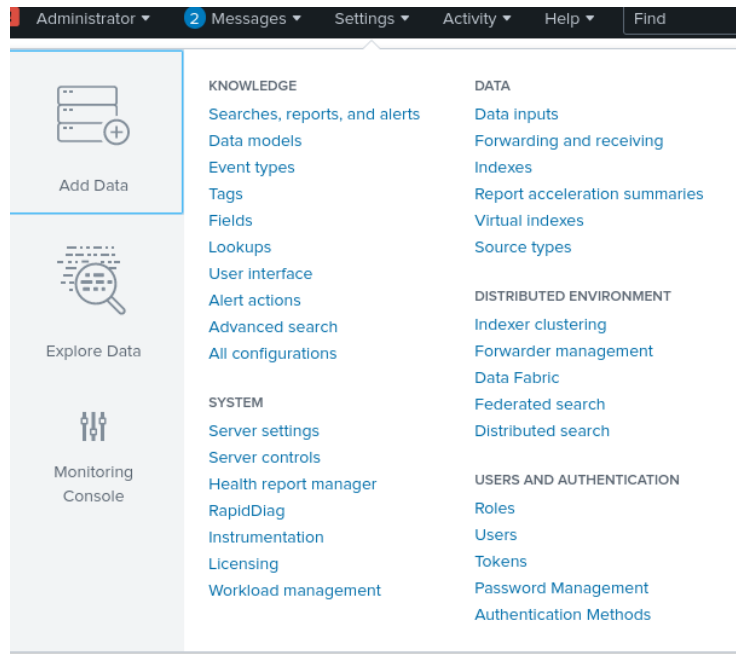 Administrator ▾ 2 Messages ▾ Settings ▾ Activity ▾ Help ▾ Find
Add Data
Explore Data
Monitoring
Console
KNOWLEDGE
Searches, reports, and alerts
Data models
Event types
Tags
Fields
Lookups
User interface
Alert actions
Advanced search
All configurations
SYSTEM
Server settings
Server controls
Health report manager
RapidDiag
Instrumentation
Licensing
Workload management
DATA
Data inputs
Forwarding and receiving
Indexes
Report acceleration summaries
Virtual indexes
Source types
DISTRIBUTED ENVIRONMENT
Indexer clustering
Forwarder management
Data Fabric
Federated search
Distributed search
USERS AND AUTHENTICATION
Roles
Users
Tokens
Password Management
Authentication Methods